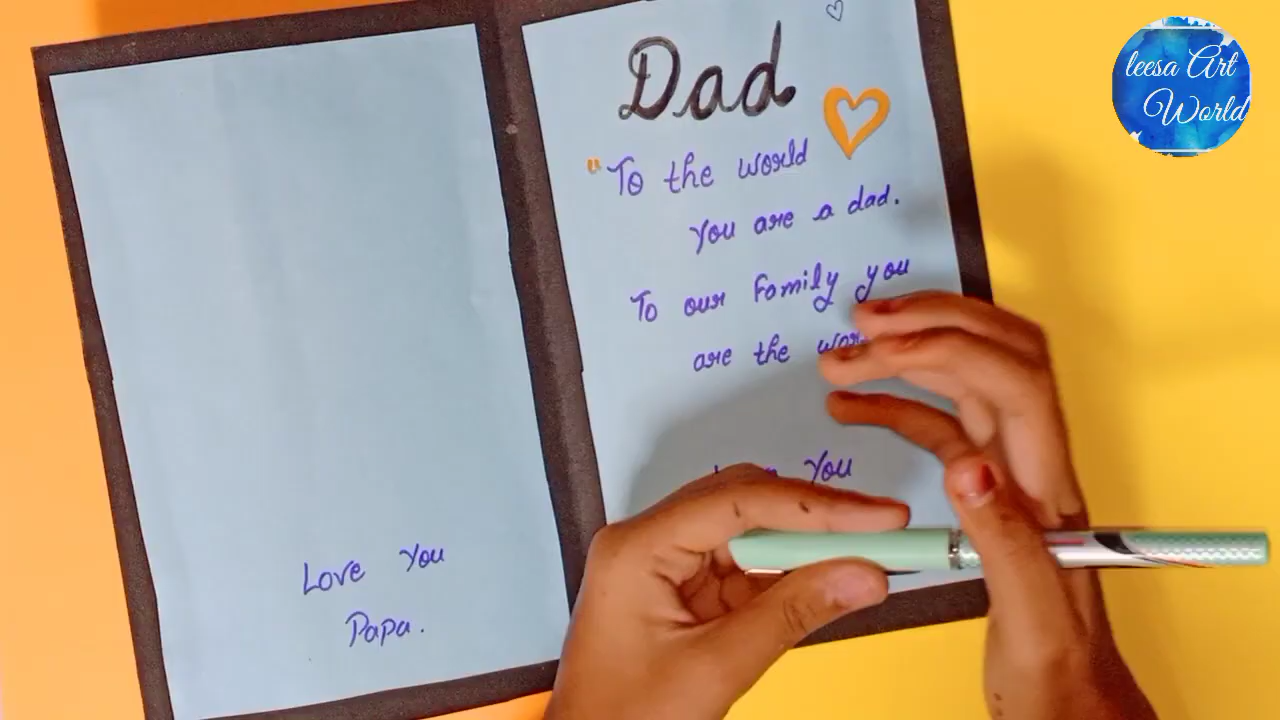 Love You
Papa.
Dad
"To the world
you are a dad.
To our Family you
are the
You
leesa Art
World